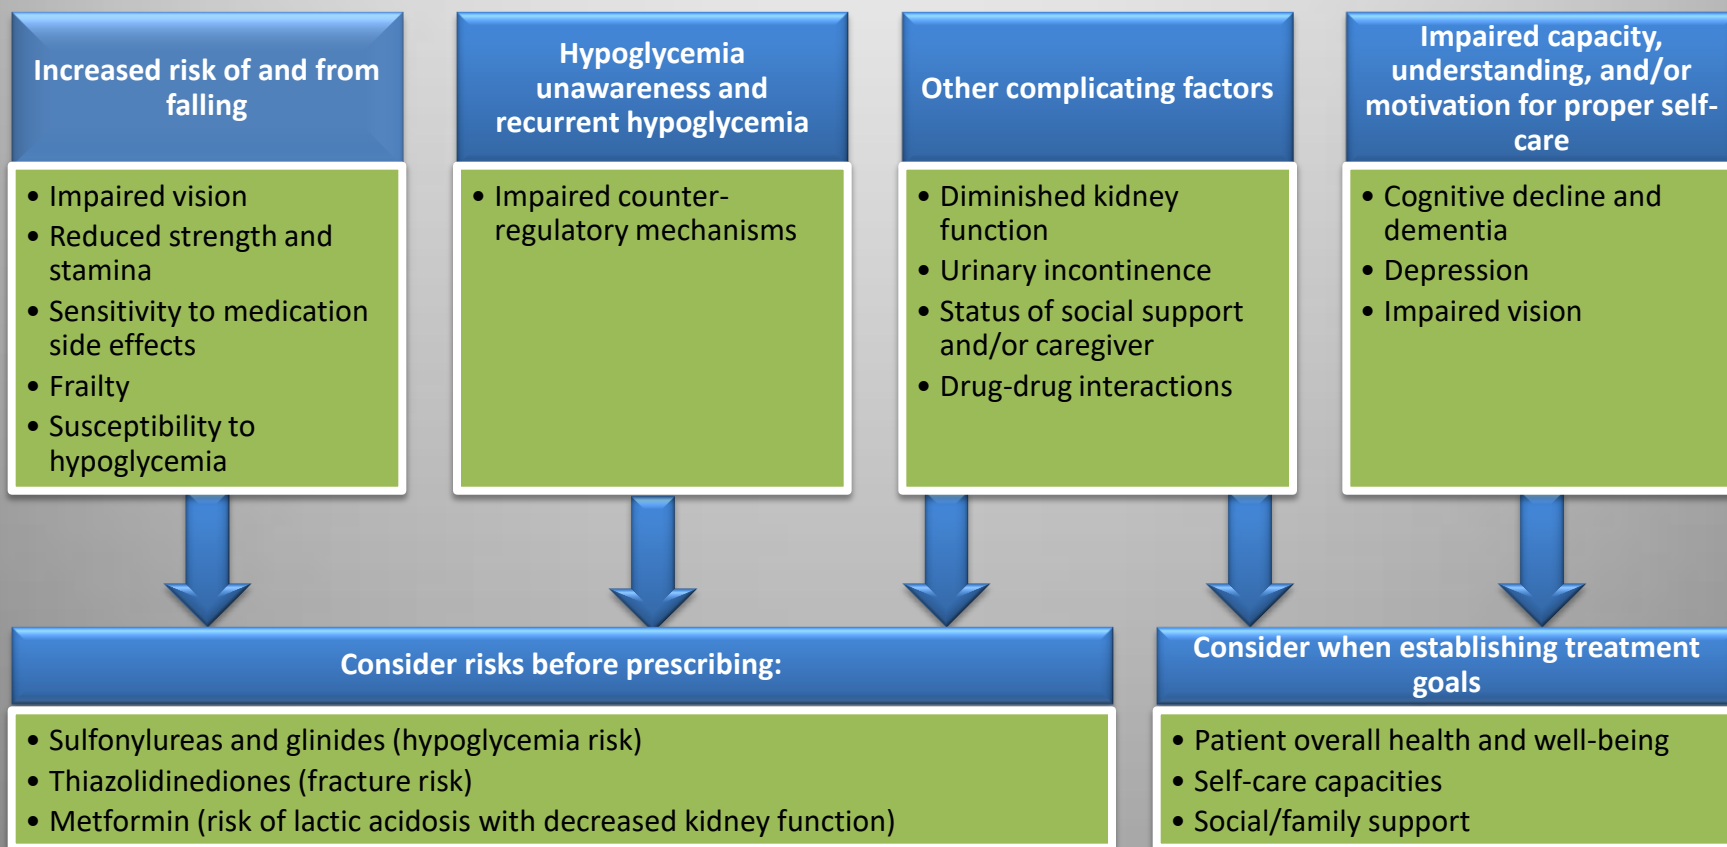 Increased risk of and from
falling
• Impaired vision
• Reduced strength and
stamina
• Sensitivity to medication
side effects
• Frailty
• Susceptibility to
hypoglycemia
Hypoglycemia
unawareness and
recurrent hypoglycemia
• Impaired counter-
regulatory mechanisms
Other complicating factors
• Diminished kidney
function
• Urinary incontinence
• Status of social support
and/or caregiver
• Drug-drug interactions
Impaired capacity,
understanding, and/or
motivation for proper self-
care
• Cognitive decline and
dementia
• Depression
• Impaired vision
Consider risks before prescribing:
• Sulfonylureas and glinides (hypoglycemia risk)
• Thiazolidinediones (fracture risk)
• Metformin (risk of lactic acidosis with decreased kidney function)
Consider when establishing treatment
goals
• Patient overall health and well-being
• Self-care capacities
• Social/family support